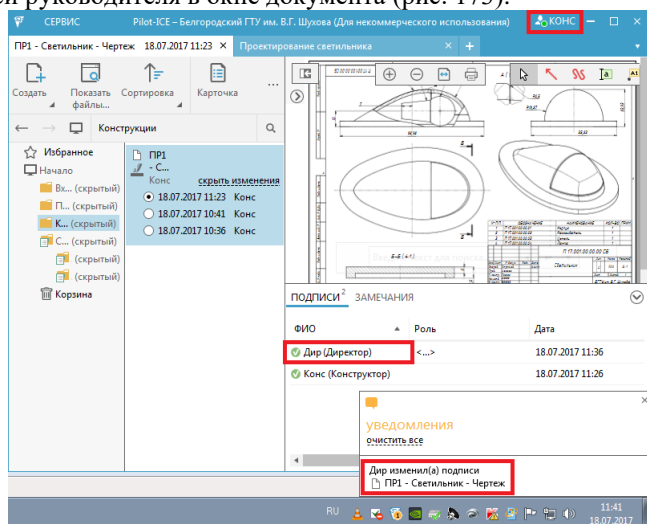 ей руководителя в окне документа (рис. 173).
СЕРВИС
Pilot-ICE – Белгородский ГТУ им. В.Г. Шухова (Для некоммерческого использования)
КОНС
ПР1 - Светильник - Чертеж 18.07.2017 11:23
Проектирование светильника
Создать
Показать файлы...
Сортировка
Карточка
...
Конструкции
Избранное
Начало
Вх... (скрытый)
П... (скрытый)
К... (скрытый)
С... (скрытый)
(скрытый)
(скрытый)
Корзина
ПР1
- С...
Конс скрыть изменения
18.07.2017 11:23 Конс
18.07.2017 10:41 Конс
18.07.2017 10:36 Конс
Б-Б (4:1)
Светильник
ПОДПИСИ 2 ЗАМЕЧАНИЯ
ФИО Роль Дата
Дир (Директор) <...> 18.07.2017 11:36
Конс (Конструктор) 18.07.2017 11:26
уведомления
очистить все
Дир изменил(а) подписи
ПР1 - Светильник - Чертеж
RU
11:41
18.07.2017